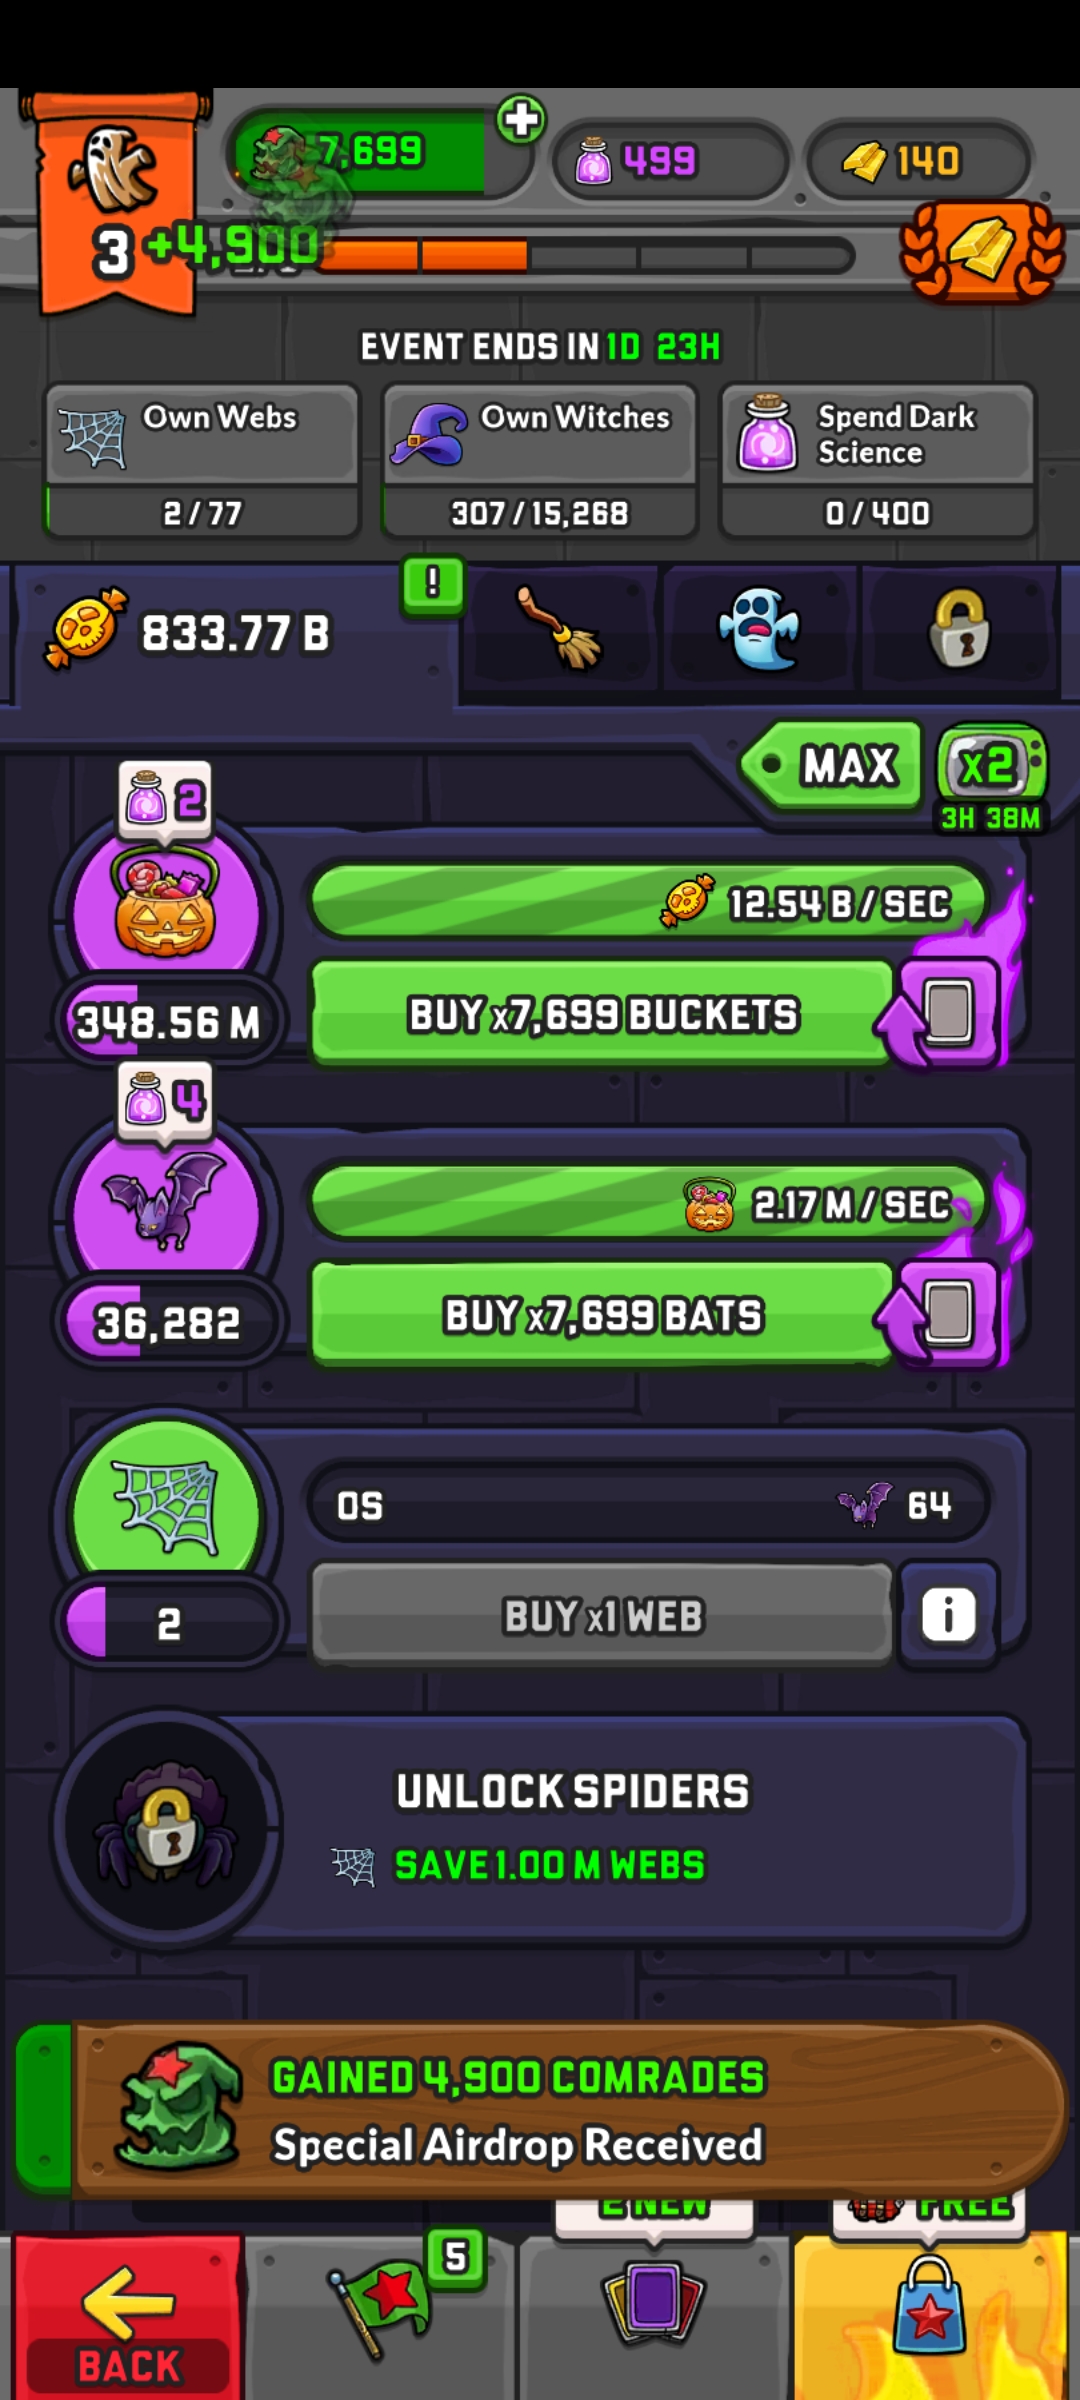 7,699
499
140
3
+4,900
EVENT ENDS IN 1D 23H
Own Webs
2/77
Own Witches
307/15,268
Spend Dark
Science
0/400
833.77 B
!
MAX
x2
3H 38M
2
12.54 B/SEC
348.56 M
BUY x7,699 BUCKETS
4
2.17 M/SEC
36,282
BUY x7,699 BATS
0S
64
2
BUY x1 WEB
i
UNLOCK SPIDERS
SAVE 1.00 M WEBS
GAINED 4,900 COMRADES
Special Airdrop Received
2 NEW
FREE
5
BACK